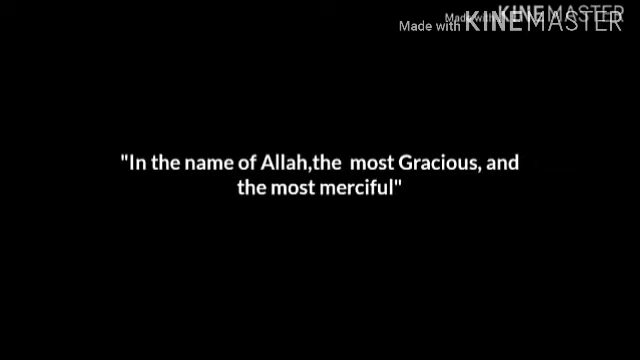 Made with KINEMASTER
Made with KINEMASTER
"In the name of Allah,the  most Gracious, and
the most merciful"